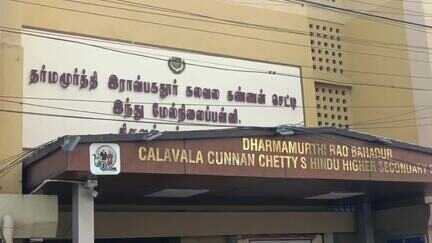 தர்மமூர்த்தி இராவ்பகதூர் கலவல கண்ணன் செட்டி
இந்து மேல்நிலைப்பள்ளி
DHARMAMURTHI RAO BAHADUR
CALAVALA CUNNAN CHETTY'S HINDU HIGHER SECONDARY